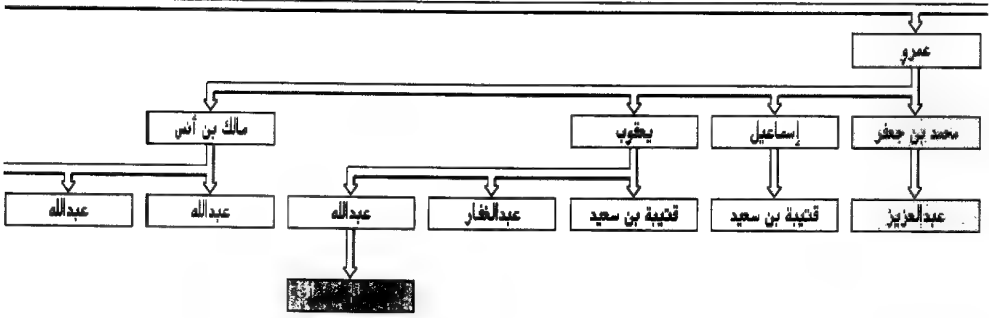 عمرو
محمد بن جعفر
إسماعيل
يعقوب
مالك بن أنس
عبدالعزيز
قتيبة بن سعيد
قتيبة بن سعيد
عبدالغفار
عبدالله
عبدالله
عبدالله